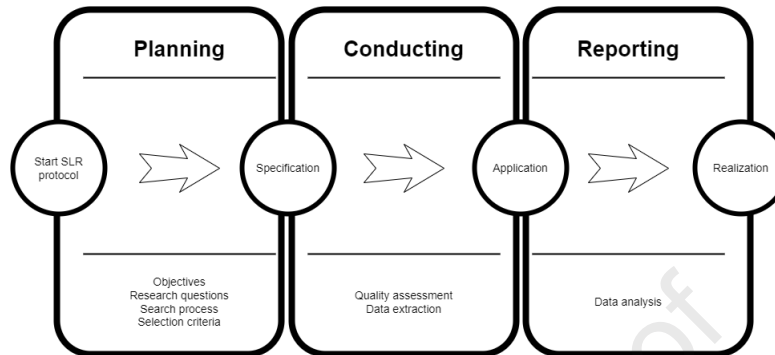 Planning
Conducting
Reporting
Start SLR
protocol
Specification
Application
Realization
Objectives
Research questions
Search process
Selection criteria
Quality assessment
Data extraction
Data analysis
of